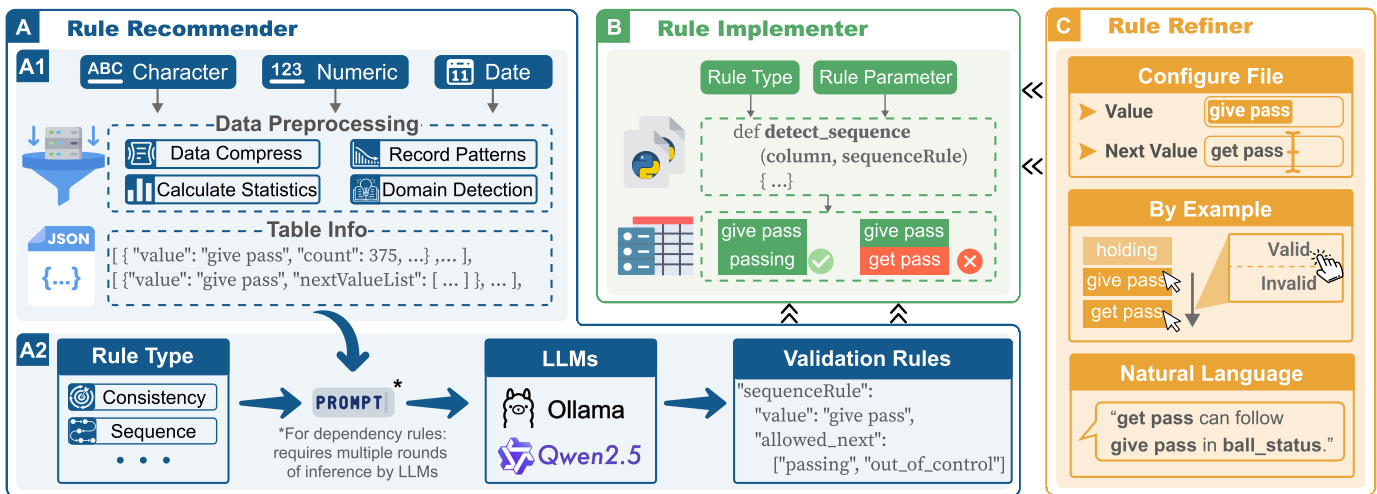 A
Rule Recommender
A1
ABC Character
123 Numeric
11 Date
Data Preprocessing
Data Compress
Record Patterns
Calculate Statistics
Domain Detection
JSON
{...}
Table Info
[ { "value": "give pass", "count": 375, ...} ,... ],
[ {"value": "give pass", "nextValueList": [ ... ] }, ... ],
A2
Rule Type
Consistency
Sequence
• • •
PROMPT*
*For dependency rules:
requires multiple rounds
of inference by LLMs
LLMs
Ollama
Qwen2.5
Validation Rules
"sequenceRule":
"value": "give pass",
"allowed_next":
["passing", "out_of_control"]
B
Rule Implementer
Rule Type
Rule Parameter
def detect_sequence
(column, sequenceRule)
{ ...}
give pass
passing
give pass
get pass
C
Rule Refiner
Configure File
Value
give pass
Next Value
get pass
By Example
holding
give pass
get pass
Valid
Invalid
Natural Language
“get pass can follow
give pass in ball_status.”